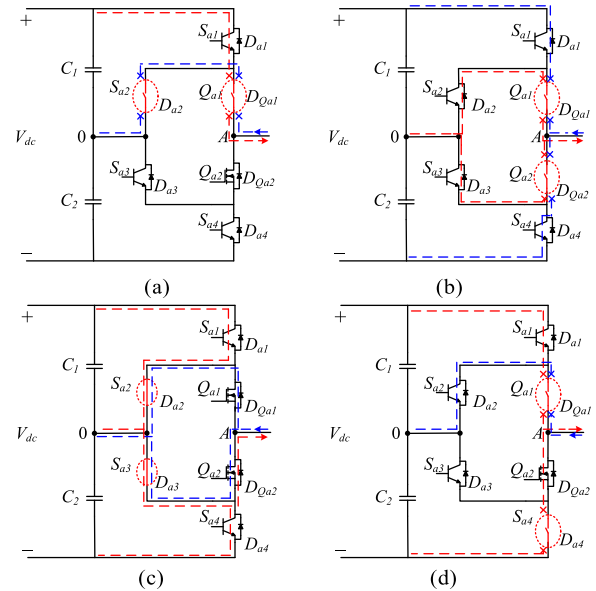 + S_{a1} D_{a1}
C_1 S_{a2} D_{a2} Q_{a1} D_{Qa1}
V_{dc} 0 A
C_2 S_{a3} D_{a3} Q_{a2} D_{Qa2}
S_{a4} D_{a4}
−
(a)
+ S_{a1} D_{a1}
C_1 S_{a2} D_{a2} Q_{a1} D_{Qa1}
V_{dc} 0 A
C_2 S_{a3} D_{a3} Q_{a2} D_{Qa2}
S_{a4} D_{a4}
−
(b)
+ S_{a1} D_{a1}
C_1 S_{a2} D_{a2} Q_{a1} D_{Qa1}
V_{dc} 0 A
C_2 S_{a3} D_{a3} Q_{a2} D_{Qa2}
S_{a4} D_{a4}
−
(c)
+ S_{a1} D_{a1}
C_1 S_{a2} D_{a2} Q_{a1} D_{Qa1}
V_{dc} 0 A
C_2 S_{a3} D_{a3} Q_{a2} D_{Qa2}
S_{a4} D_{a4}
−
(d)